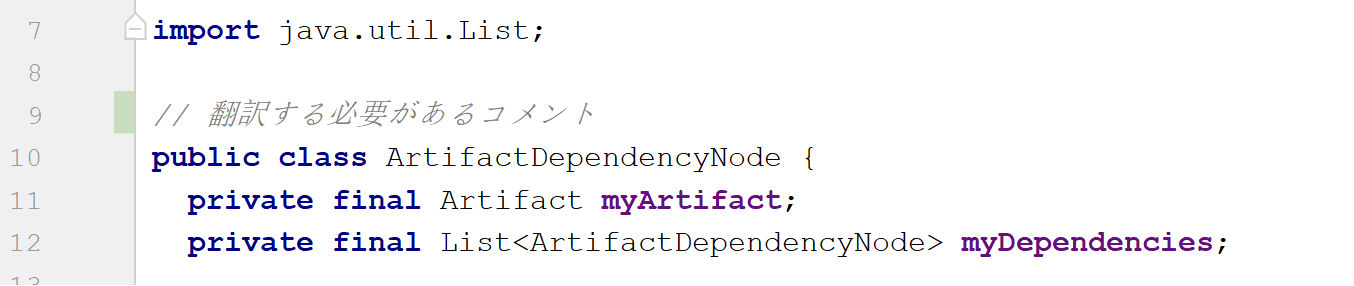 7 import java.util.List;
8
9 // 翻訳する必要があるコメント
10 public class ArtifactDependencyNode {
11 private final Artifact myArtifact;
12 private final List<ArtifactDependencyNode> myDependencies;
13